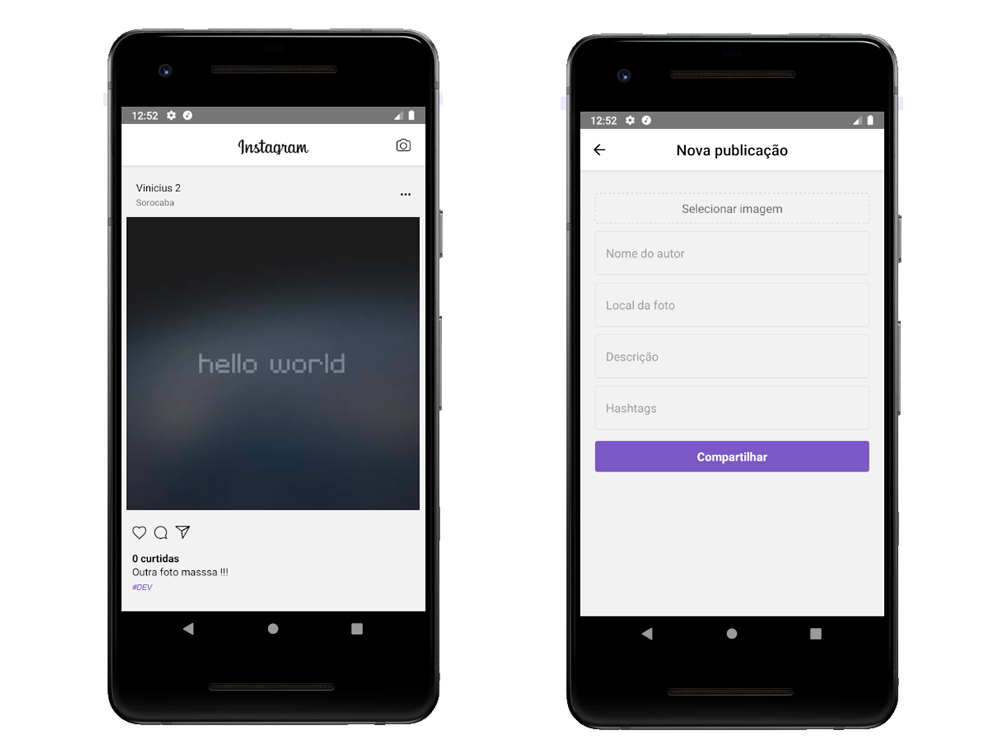 12:52
Instagram
Vinicius 2
Sorocaba
hello world
0 curtidas
Outra foto masssa !!!
#DEV
12:52
Nova publicação
Selecionar imagem
Nome do autor
Local da foto
Descrição
Hashtags
Compartilhar